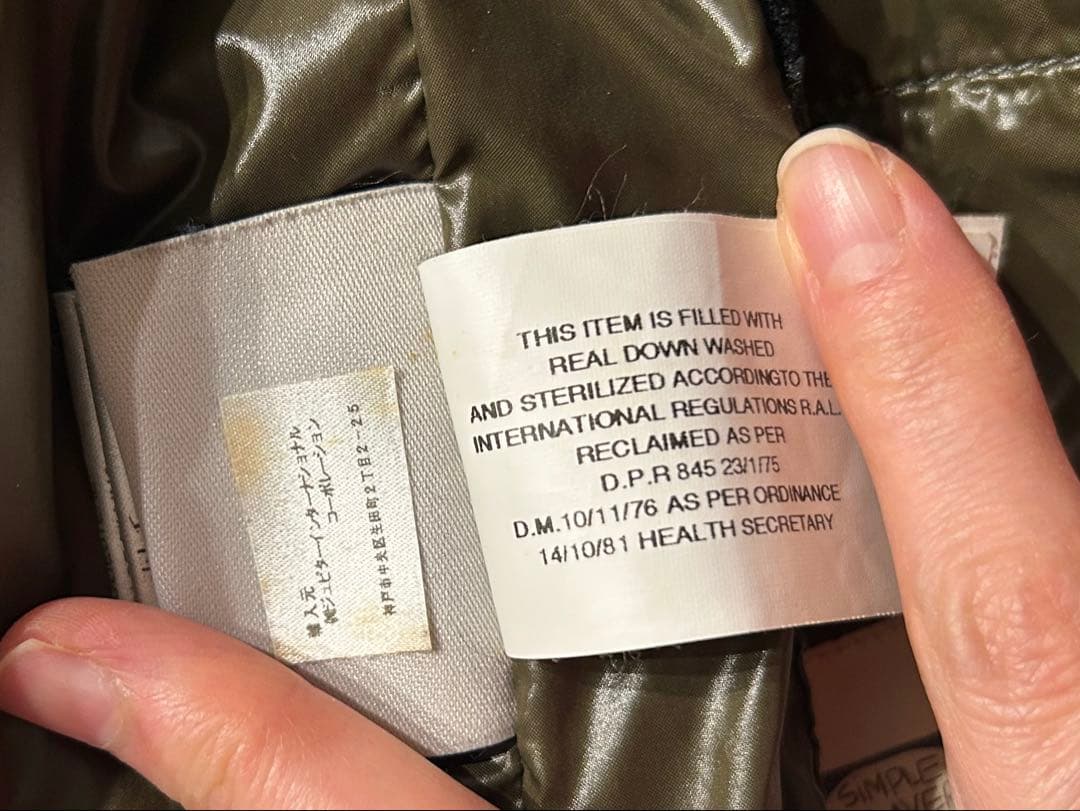 輸入元
㈱ジュピターインターナショナル
コーポレーション
神戸市中央区生田町2丁目2-25
THIS ITEM IS FILLED WITH
REAL DOWN WASHED
AND STERILIZED ACCORDINGTO THE
INTERNATIONAL REGULATIONS R.A.L.
RECLAIMED AS PER
D.P.R 845 23/1/75
D.M.10/11/76 AS PER ORDINANCE
14/10/81 HEALTH SECRETARY
SIMPLE